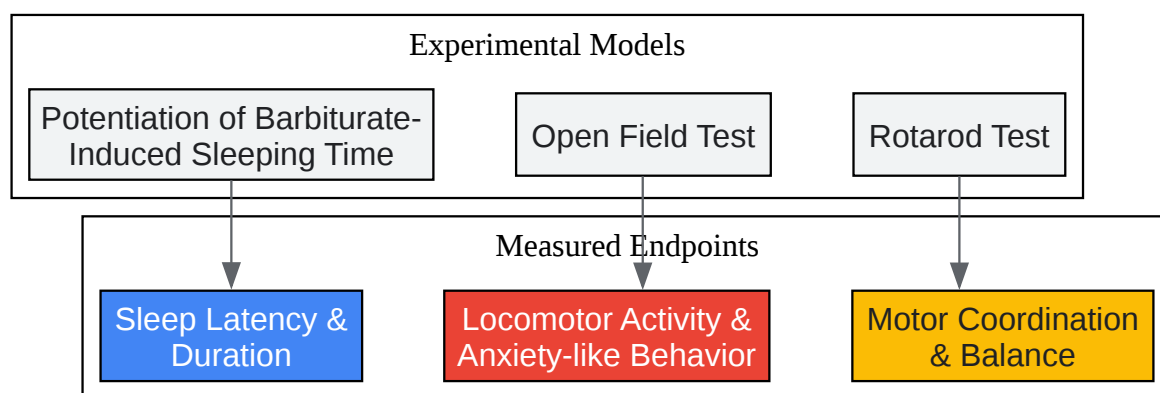 Experimental Models
Potentiation of Barbiturate-
Induced Sleeping Time
Open Field Test
Rotarod Test
Measured Endpoints
Sleep Latency &
Duration
Locomotor Activity &
Anxiety-like Behavior
Motor Coordination
& Balance